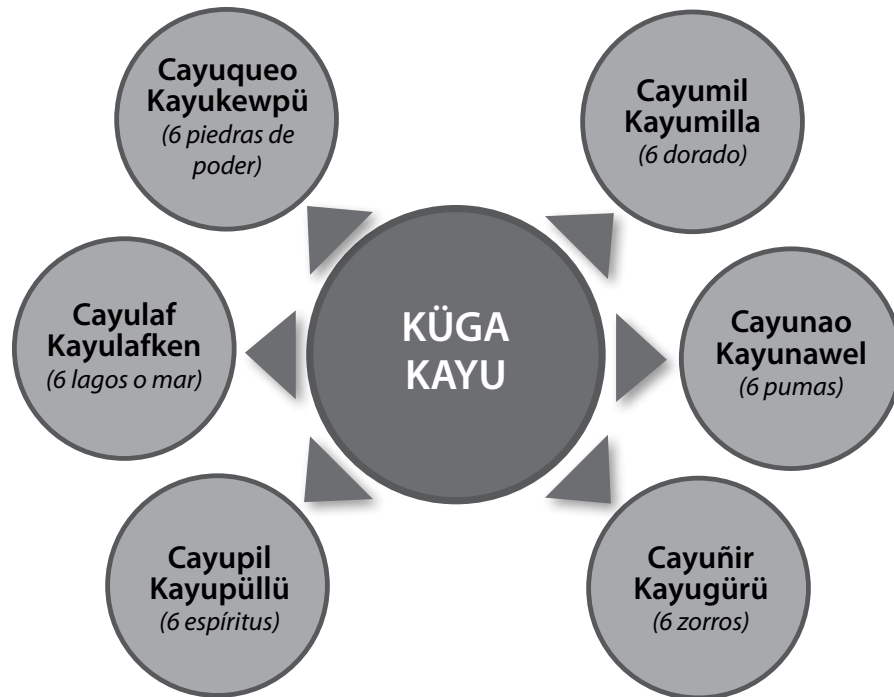 Cayuqueo
Kayukewpü
(6 piedras de
poder)
Cayumil
Kayumilla
(6 dorado)
Cayulaf
Kayulafken
(6 lagos o mar)
KÜGA
KAYU
Cayunao
Kayunawel
(6 pumas)
Cayupil
Kayupüllü
(6 espíritus)
Cayuñir
Kayugürü
(6 zorros)